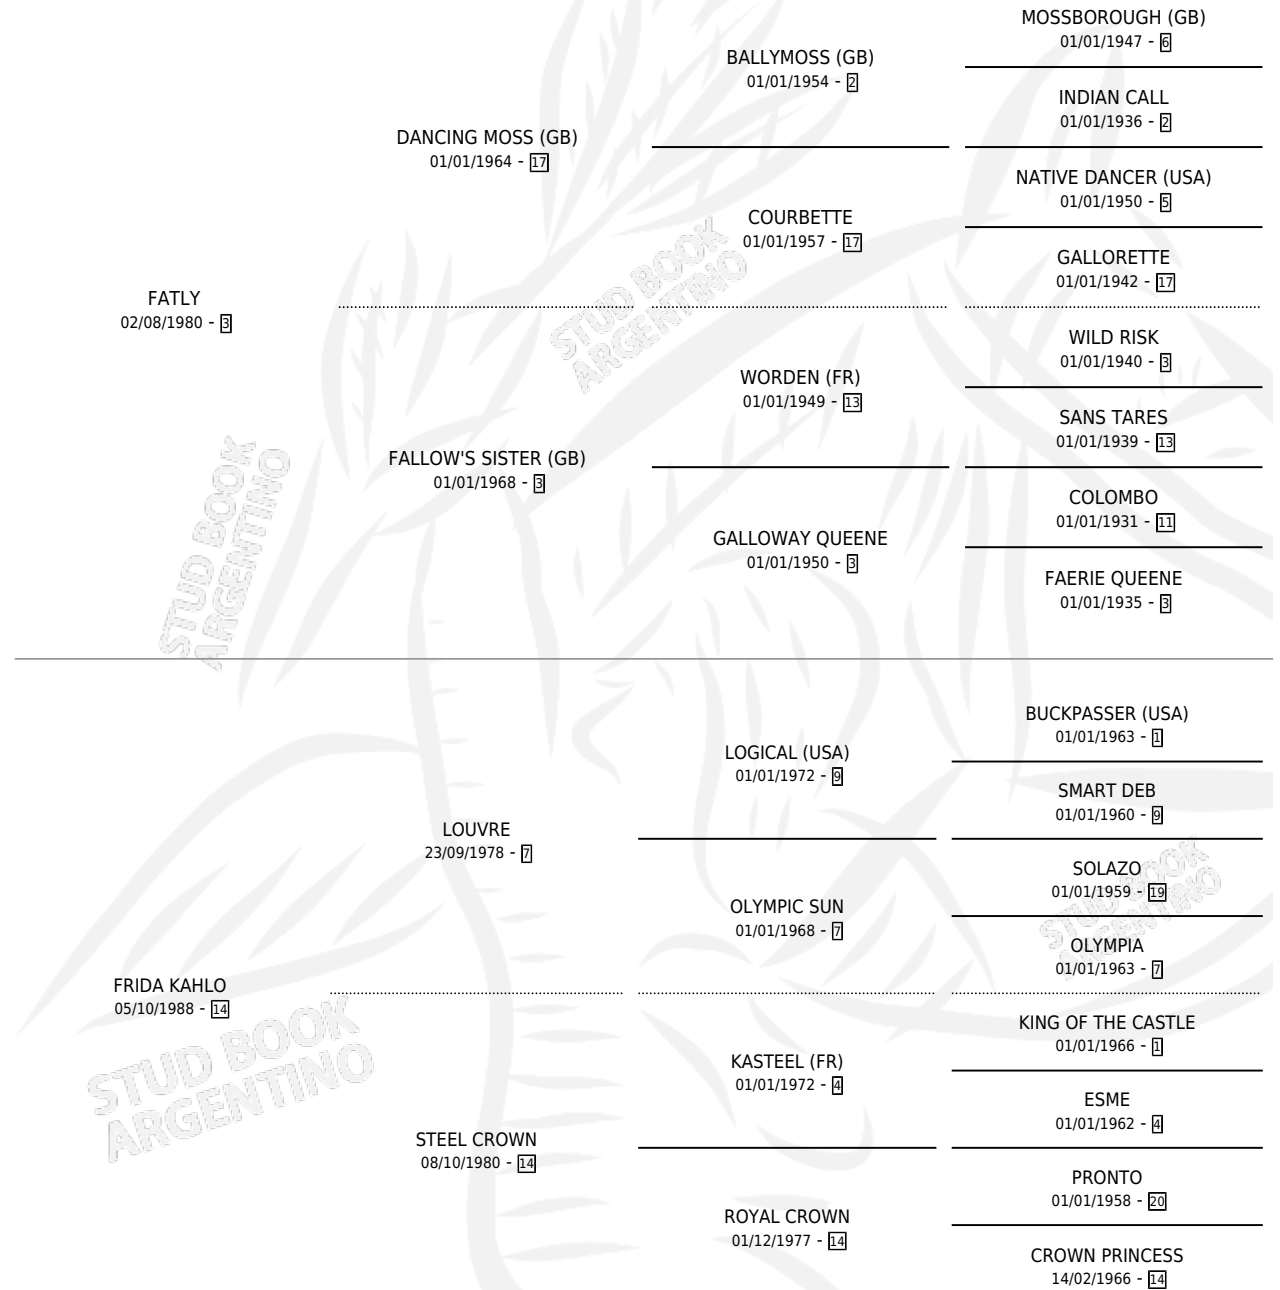 MOSSBOROUGH (GB)
01/01/1947 - 6
BALLYMOSS (GB)
01/01/1954 - 2
INDIAN CALL
01/01/1936 - 2
DANCING MOSS (GB)
01/01/1964 - 17
NATIVE DANCER (USA)
01/01/1950 - 5
COURBETTE
01/01/1957 - 17
GALLORETTE
01/01/1942 - 17
FATLY
02/08/1980 - 3
WILD RISK
01/01/1940 - 3
WORDEN (FR)
01/01/1949 - 13
SANS TARES
01/01/1939 - 13
FALLOW'S SISTER (GB)
01/01/1968 - 3
COLOMBO
01/01/1931 - 11
GALLOWAY QUEENE
01/01/1950 - 3
FAERIE QUEENE
01/01/1935 - 3
STUD BOOK
ARGENTINO
STUD BOOK
ARGENTINO
BUCKPASSER (USA)
01/01/1963 - 1
LOGICAL (USA)
01/01/1972 - 9
SMART DEB
01/01/1960 - 9
LOUVRE
23/09/1978 - 7
SOLAZO
01/01/1959 - 19
OLYMPIC SUN
01/01/1968 - 7
OLYMPIA
01/01/1963 - 7
STUD BOOK
ARGENTINO
FRIDA KAHLO
05/10/1988 - 14
KING OF THE CASTLE
01/01/1966 - 1
KASTEEL (FR)
01/01/1972 - 4
ESME
01/01/1962 - 4
STEEL CROWN
08/10/1980 - 14
PRONTO
01/01/1958 - 20
ROYAL CROWN
01/12/1977 - 14
CROWN PRINCESS
14/02/1966 - 14
STUD BOOK
ARGENTINO